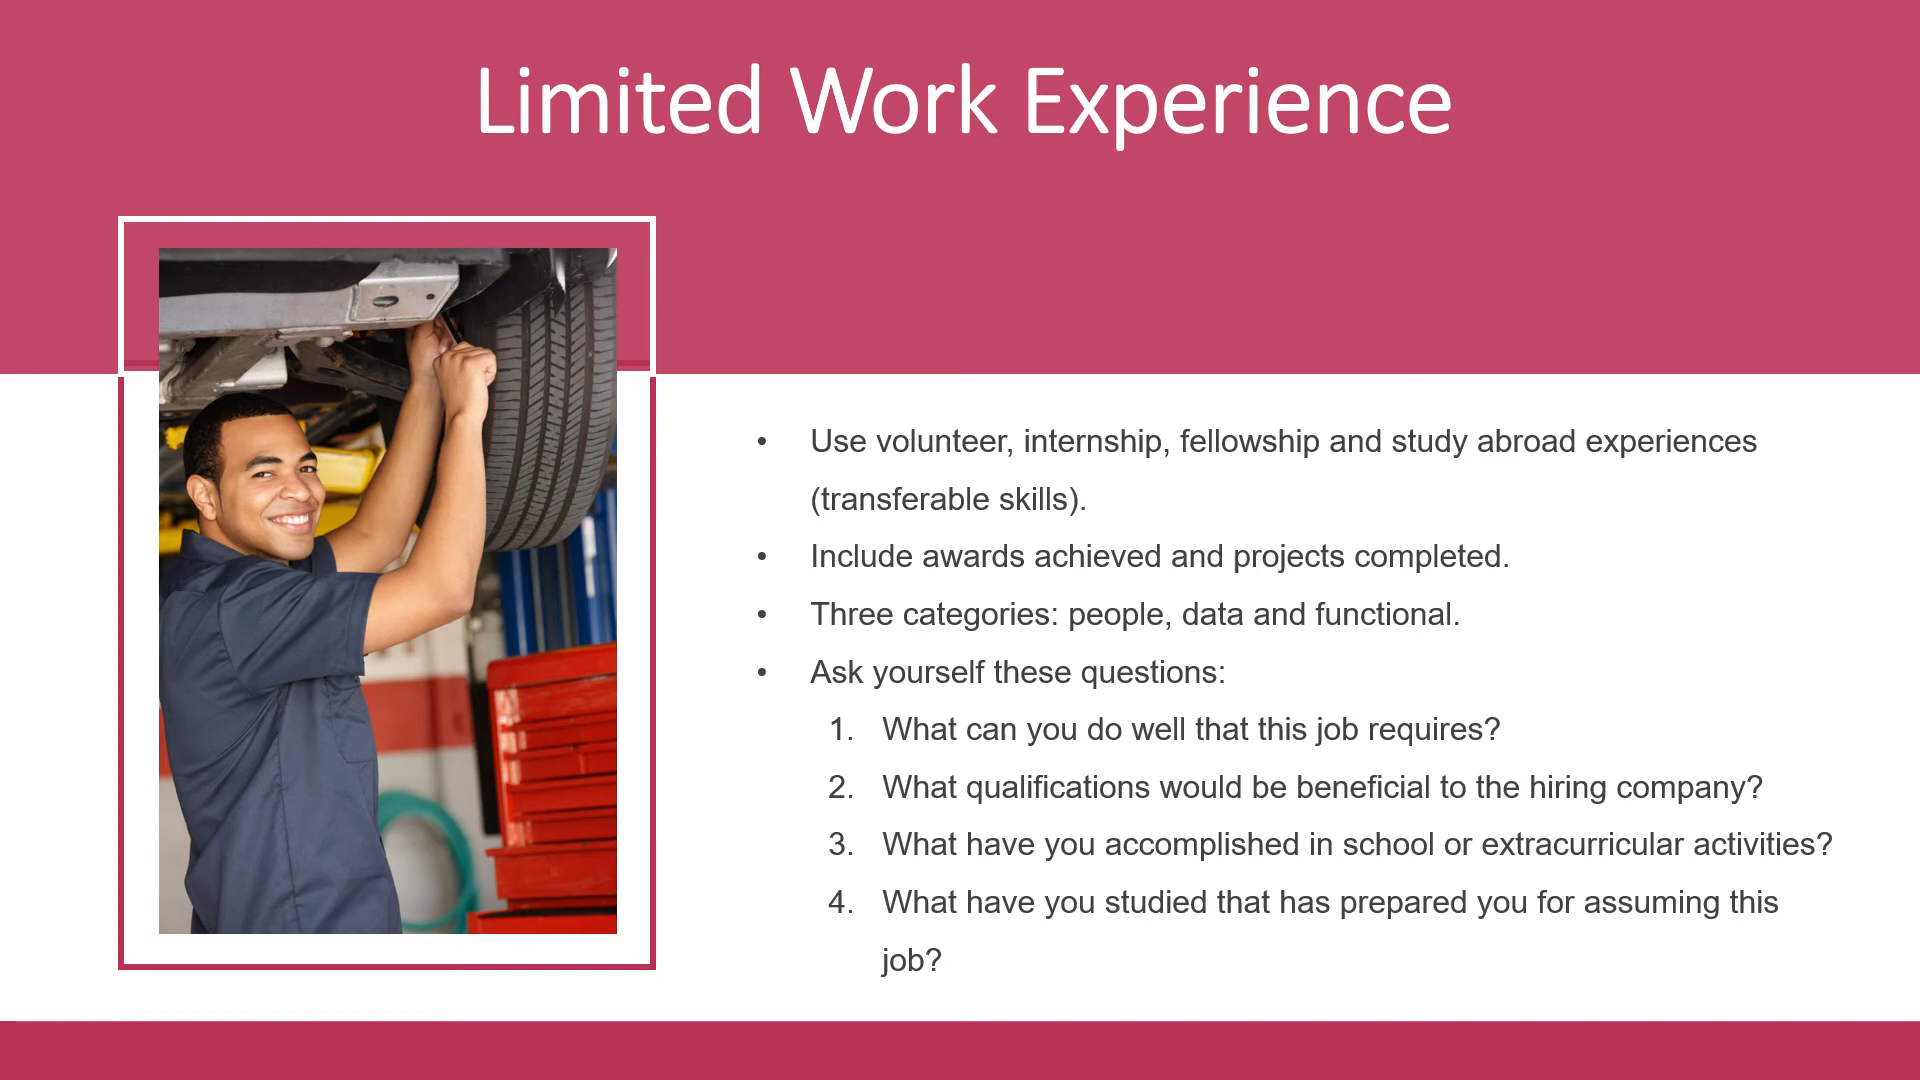 Limited Work Experience
• Use volunteer, internship, fellowship and study abroad experiences
(transferable skills).
• Include awards achieved and projects completed.
• Three categories: people, data and functional.
• Ask yourself these questions:
1. What can you do well that this job requires?
2. What qualifications would be beneficial to the hiring company?
3. What have you accomplished in school or extracurricular activities?
4. What have you studied that has prepared you for assuming this
job?